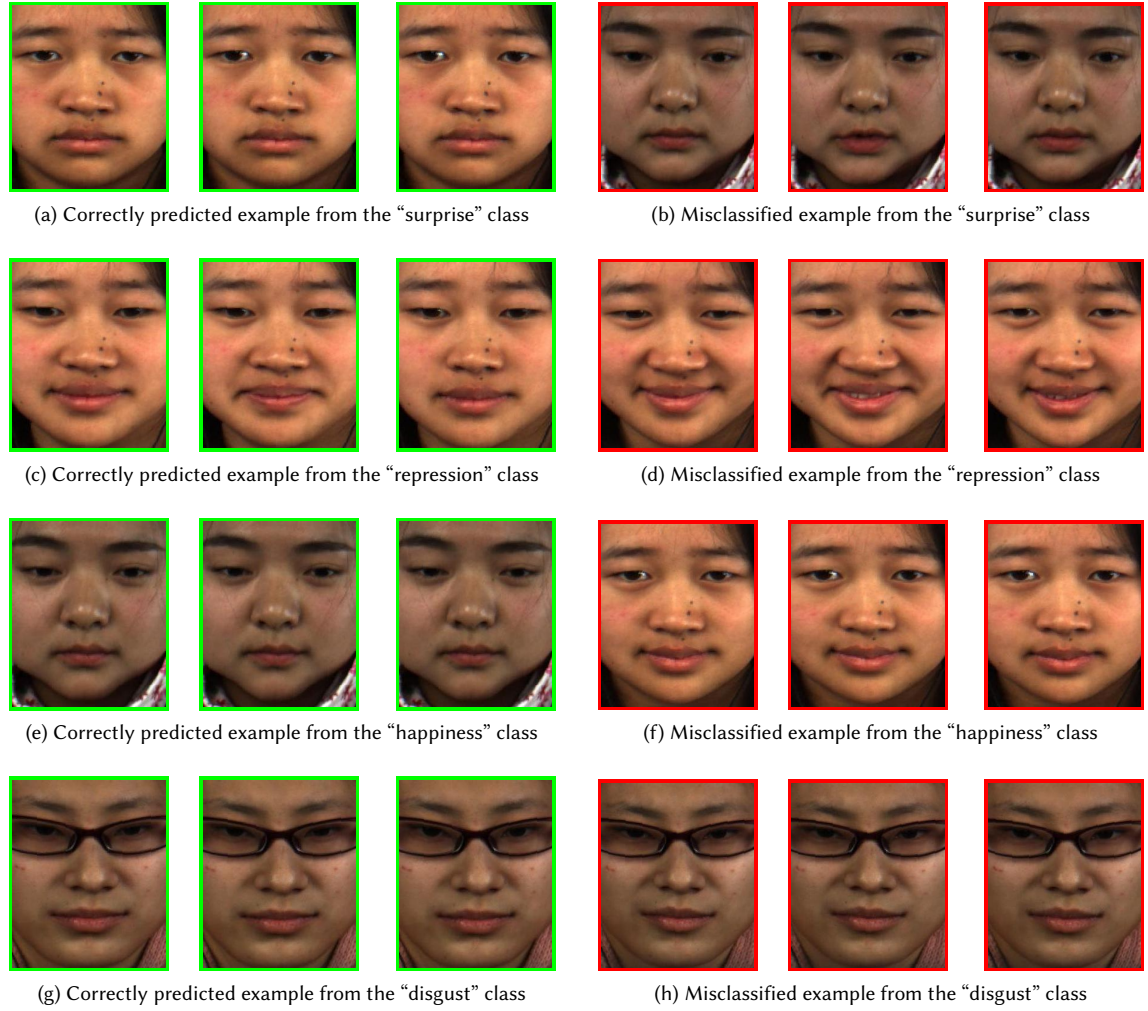 (a) Correctly predicted example from the “surprise” class
(b) Misclassified example from the “surprise” class
(c) Correctly predicted example from the “repression” class
(d) Misclassified example from the “repression” class
(e) Correctly predicted example from the “happiness” class
(f) Misclassified example from the “happiness” class
(g) Correctly predicted example from the “disgust” class
(h) Misclassified example from the “disgust” class